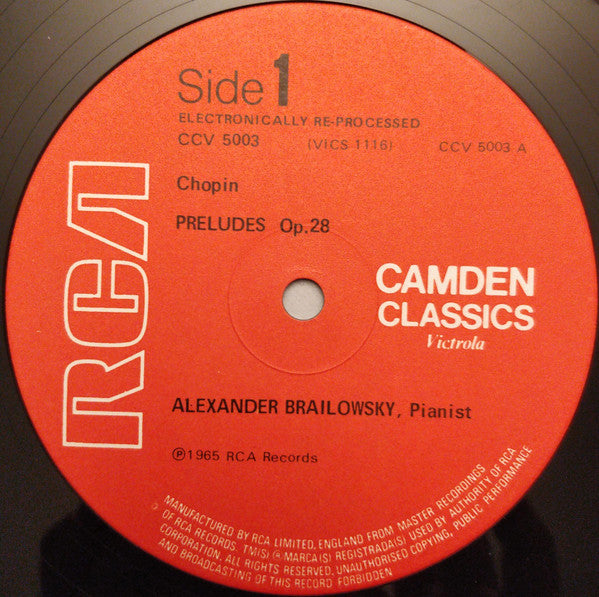 Side 1
ELECTRONICALLY RE-PROCESSED
CCV 5003 (VICS 1116) CCV 5003-A
Chopin
PRELUDES Op.28
RCA
CAMDEN
CLASSICS
Victrola
ALEXANDER BRAILOWSKY, Pianist
Ⓟ1965 RCA Records
MANUFACTURED BY RCA LIMITED, ENGLAND FROM MASTER RECORDINGS
OF RCA RECORDS. TM(S) ® MARCA(S) REGISTRADA(S) USED BY AUTHORITY OF RCA
CORPORATION. ALL RIGHTS RESERVED. UNAUTHORISED COPYING, PUBLIC PERFORMANCE
AND BROADCASTING OF THIS RECORD FORBIDDEN